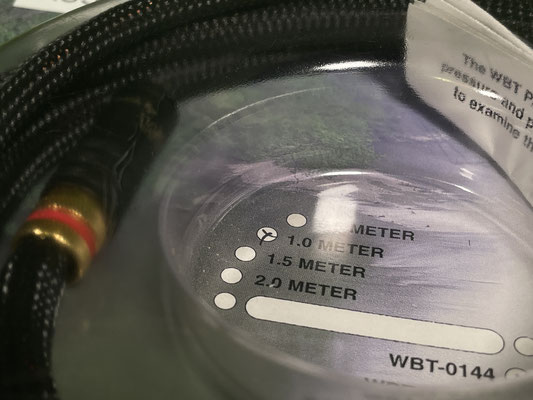 The WBT P
pressure and p
to examine th
METER
1.0 METER
1.5 METER
2.0 METER
WBT-0144